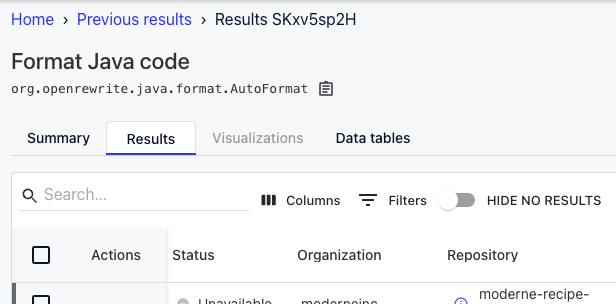 Home › Previous results › Results SKxv5sp2H
Format Java code
org.openrewrite.java.format.AutoFormat
Summary Results Visualizations Data tables
Search... Columns Filters HIDE NO RESULTS
Actions Status Organization Repository
Unavailable moderneinc moderne-recipe-